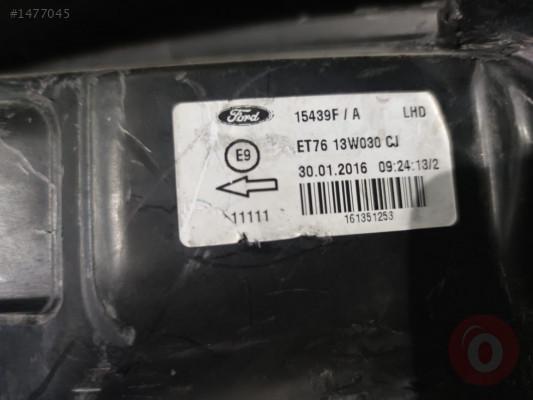 #1477045
Ford
15439F / A LHD
E9
ET76 13W030 CJ
30.01.2016 09:24:13/2
11111
161351253